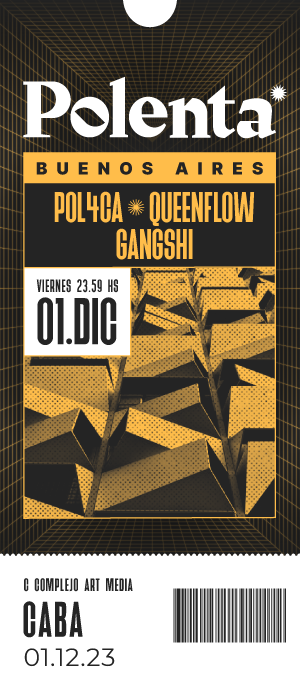 Polenta
BUENOS AIRES
POL4CA QUEENFLOW
GANGSHI
VIERNES 23.59 HS
01.DIC
C COMPLEJO ART MEDIA
CABA
01.12.23